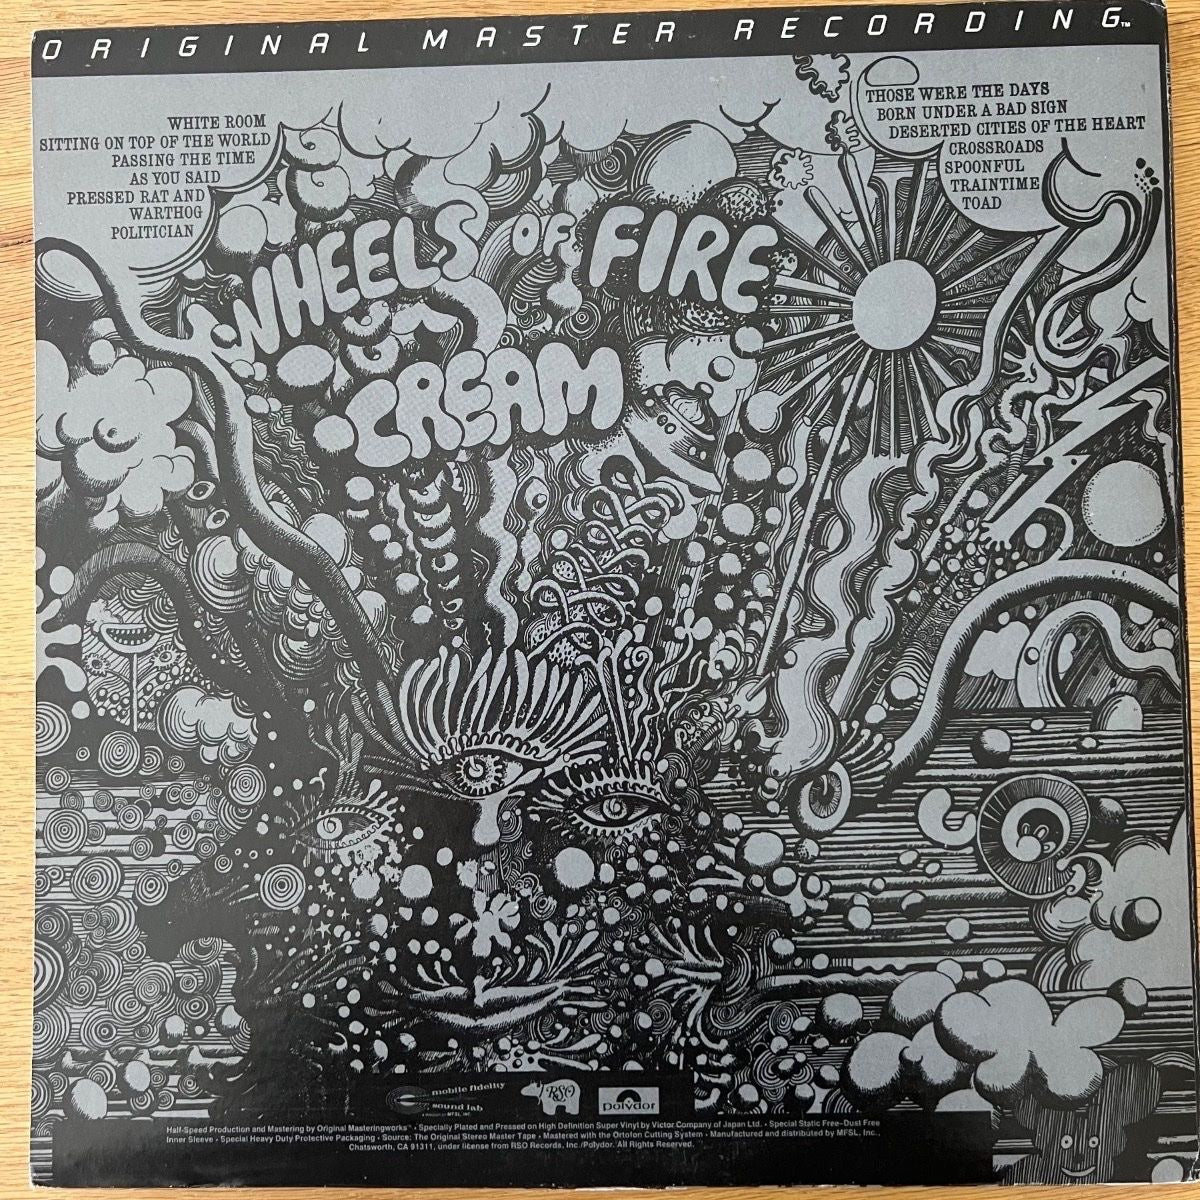 ORIGINAL MASTER RECORDING™
WHITE ROOM
SITTING ON TOP OF THE WORLD
PASSING THE TIME
AS YOU SAID
PRESSED RAT AND
WARTHOG
POLITICIAN
THOSE WERE THE DAYS
BORN UNDER A BAD SIGN
DESERTED CITIES OF THE HEART
CROSSROADS
SPOONFUL
TRAINTIME
TOAD
WHEELS OF FIRE
CREAM
mobile fidelity
sound lab
A DIVISION OF MFSL, INC.
RSO
polydor
Half-Speed Production and Mastering by Original Masteringworks™ • Specially Plated and Pressed on High Definition Super Vinyl by Victor Company of Japan Ltd. • Special Static Free-Dust Free
Inner Sleeve • Special Heavy Duty Protective Packaging • Source: The Original Stereo Master Tape • Mastered with the Ortofon Cutting System • Manufactured and distributed by MFSL, Inc.,
Chatsworth, CA 91311, under license from RSO Records, Inc./Polydor. All Rights Reserved.